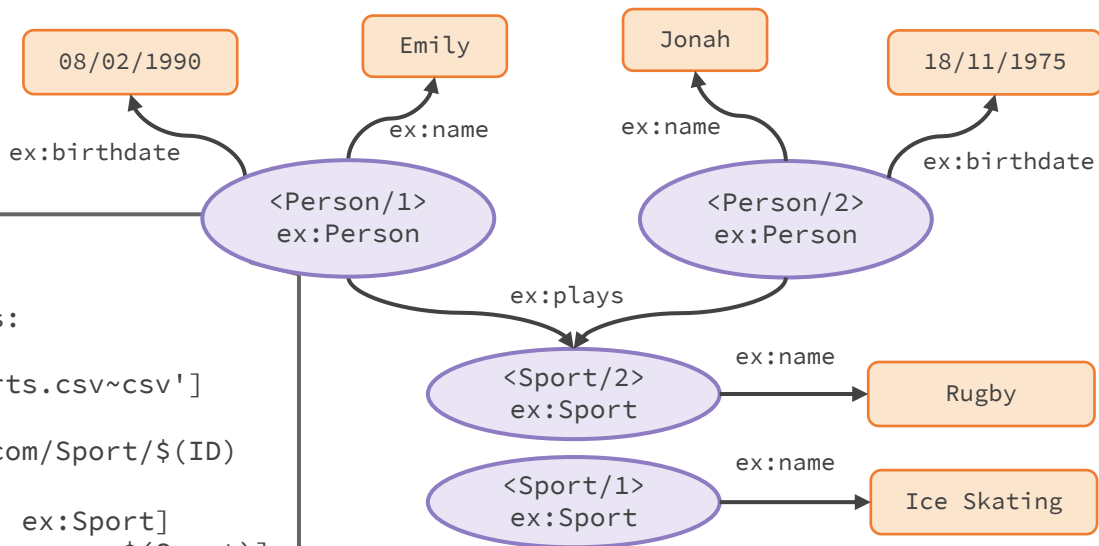 08/02/1990
Emily
Jonah
18/11/1975
ex:birthdate
ex:name
ex:name
ex:birthdate
<Person/1>
ex:Person
<Person/2>
ex:Person
ex:plays
s:
rts.csv~csv']
com/Sport/$(ID)
ex:Sport]
<Sport/2>
ex:Sport
ex:name
Rugby
<Sport/1>
ex:Sport
ex:name
Ice Skating